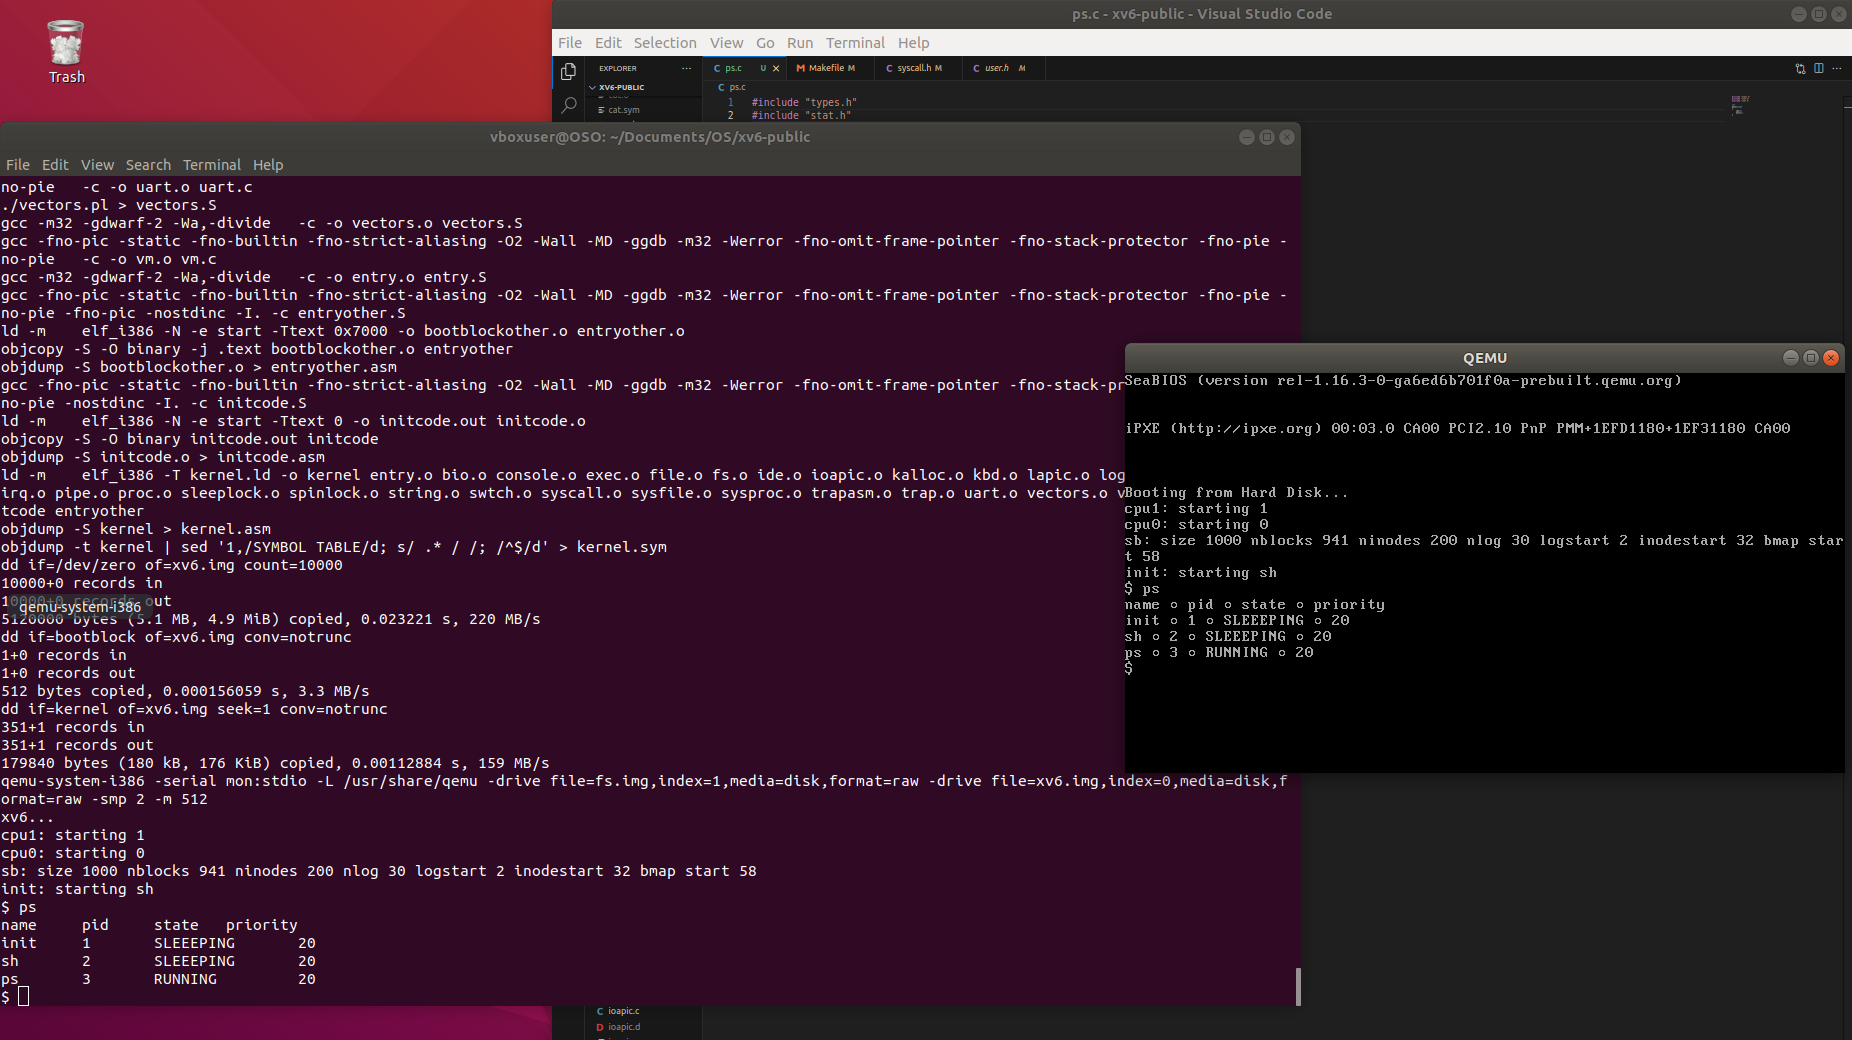 Trash
ps.c - xv6-public - Visual Studio Code
File Edit Selection View Go Run Terminal Help
EXPLORER ··· C ps.c U × M Makefile M C syscall.h M C user.h M ···
XV6-PUBLIC
C ps.c
cat.sym
1 #include "types.h"
2 #include "stat.h"
vboxuser@OSO: ~/Documents/OS/xv6-public
File Edit View Search Terminal Help
no-pie   -c -o uart.o uart.c
./vectors.pl > vectors.S
gcc -m32 -gdwarf-2 -Wa,-divide   -c -o vectors.o vectors.S
gcc -fno-pic -static -fno-builtin -fno-strict-aliasing -O2 -Wall -MD -ggdb -m32 -Werror -fno-omit-frame-pointer -fno-stack-protector -fno-pie -
no-pie   -c -o vm.o vm.c
gcc -m32 -gdwarf-2 -Wa,-divide   -c -o entry.o entry.S
gcc -fno-pic -static -fno-builtin -fno-strict-aliasing -O2 -Wall -MD -ggdb -m32 -Werror -fno-omit-frame-pointer -fno-stack-protector -fno-pie -
no-pie -fno-pic -nostdinc -I. -c entryother.S
ld -m    elf_i386 -N -e start -Ttext 0x7000 -o bootblockother.o entryother.o
objcopy -S -O binary -j .text bootblockother.o entryother
objdump -S bootblockother.o > entryother.asm
gcc -fno-pic -static -fno-builtin -fno-strict-aliasing -O2 -Wall -MD -ggdb -m32 -Werror -fno-omit-frame-pointer -fno-stack-pr
no-pie -nostdinc -I. -c initcode.S
ld -m    elf_i386 -N -e start -Ttext 0 -o initcode.out initcode.o
objcopy -S -O binary initcode.out initcode
objdump -S initcode.o > initcode.asm
ld -m    elf_i386 -T kernel.ld -o kernel entry.o bio.o console.o exec.o file.o fs.o ide.o ioapic.o kalloc.o kbd.o lapic.o log
irq.o pipe.o proc.o sleeplock.o spinlock.o string.o swtch.o syscall.o sysfile.o sysproc.o trapasm.o trap.o uart.o vectors.o v
tcode entryother
objdump -S kernel > kernel.asm
objdump -t kernel | sed '1,/SYMBOL TABLE/d; s/ .* / /; /^$/d' > kernel.sym
dd if=/dev/zero of=xv6.img count=10000
10000+0 records in
10000+0 records out
qemu-system-i386
5120000 bytes (5.1 MB, 4.9 MiB) copied, 0.023221 s, 220 MB/s
dd if=bootblock of=xv6.img conv=notrunc
1+0 records in
1+0 records out
512 bytes copied, 0.000156059 s, 3.3 MB/s
dd if=kernel of=xv6.img seek=1 conv=notrunc
351+1 records in
351+1 records out
179840 bytes (180 kB, 176 KiB) copied, 0.00112884 s, 159 MB/s
qemu-system-i386 -serial mon:stdio -L /usr/share/qemu -drive file=fs.img,index=1,media=disk,format=raw -drive file=xv6.img,index=0,media=disk,f
ormat=raw -smp 2 -m 512
xv6...
cpu1: starting 1
cpu0: starting 0
sb: size 1000 nblocks 941 ninodes 200 nlog 30 logstart 2 inodestart 32 bmap start 58
init: starting sh
$ ps
name     pid     state   priority
init     1       SLEEEPING       20
sh       2       SLEEEPING       20
ps       3       RUNNING         20
$
QEMU
SeaBIOS (version rel-1.16.3-0-ga6ed6b701f0a-prebuilt.qemu.org)
iPXE (http://ipxe.org) 00:03.0 CA00 PCI2.10 PnP PMM+1EFD1180+1EF31180 CA00
Booting from Hard Disk...
cpu1: starting 1
cpu0: starting 0
sb: size 1000 nblocks 941 ninodes 200 nlog 30 logstart 2 inodestart 32 bmap star
t 58
init: starting sh
$ ps
name ○ pid ○ state ○ priority
init ○ 1 ○ SLEEEPING ○ 20
sh ○ 2 ○ SLEEEPING ○ 20
ps ○ 3 ○ RUNNING ○ 20
$
C ioapic.c
D ioapic.d